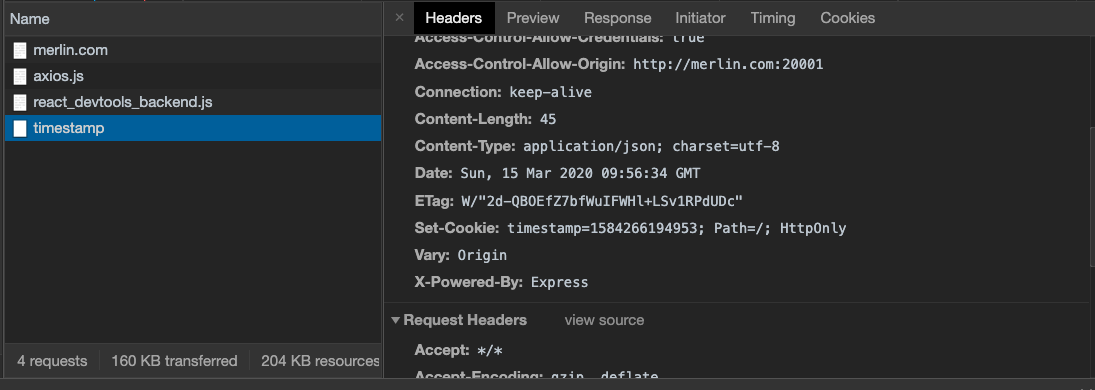 Name
merlin.com
axios.js
react_devtools_backend.js
timestamp
4 requests 160 KB transferred 204 KB resources
× Headers Preview Response Initiator Timing Cookies
Access-Control-Allow-Credentials: true
Access-Control-Allow-Origin: http://merlin.com:20001
Connection: keep-alive
Content-Length: 45
Content-Type: application/json; charset=utf-8
Date: Sun, 15 Mar 2020 09:56:34 GMT
ETag: W/"2d-QBOEfZ7bfWuIFWHl+LSv1RPdUDc"
Set-Cookie: timestamp=1584266194953; Path=/; HttpOnly
Vary: Origin
X-Powered-By: Express
Request Headers view source
Accept: */*
Accept-Encoding: gzip, deflate